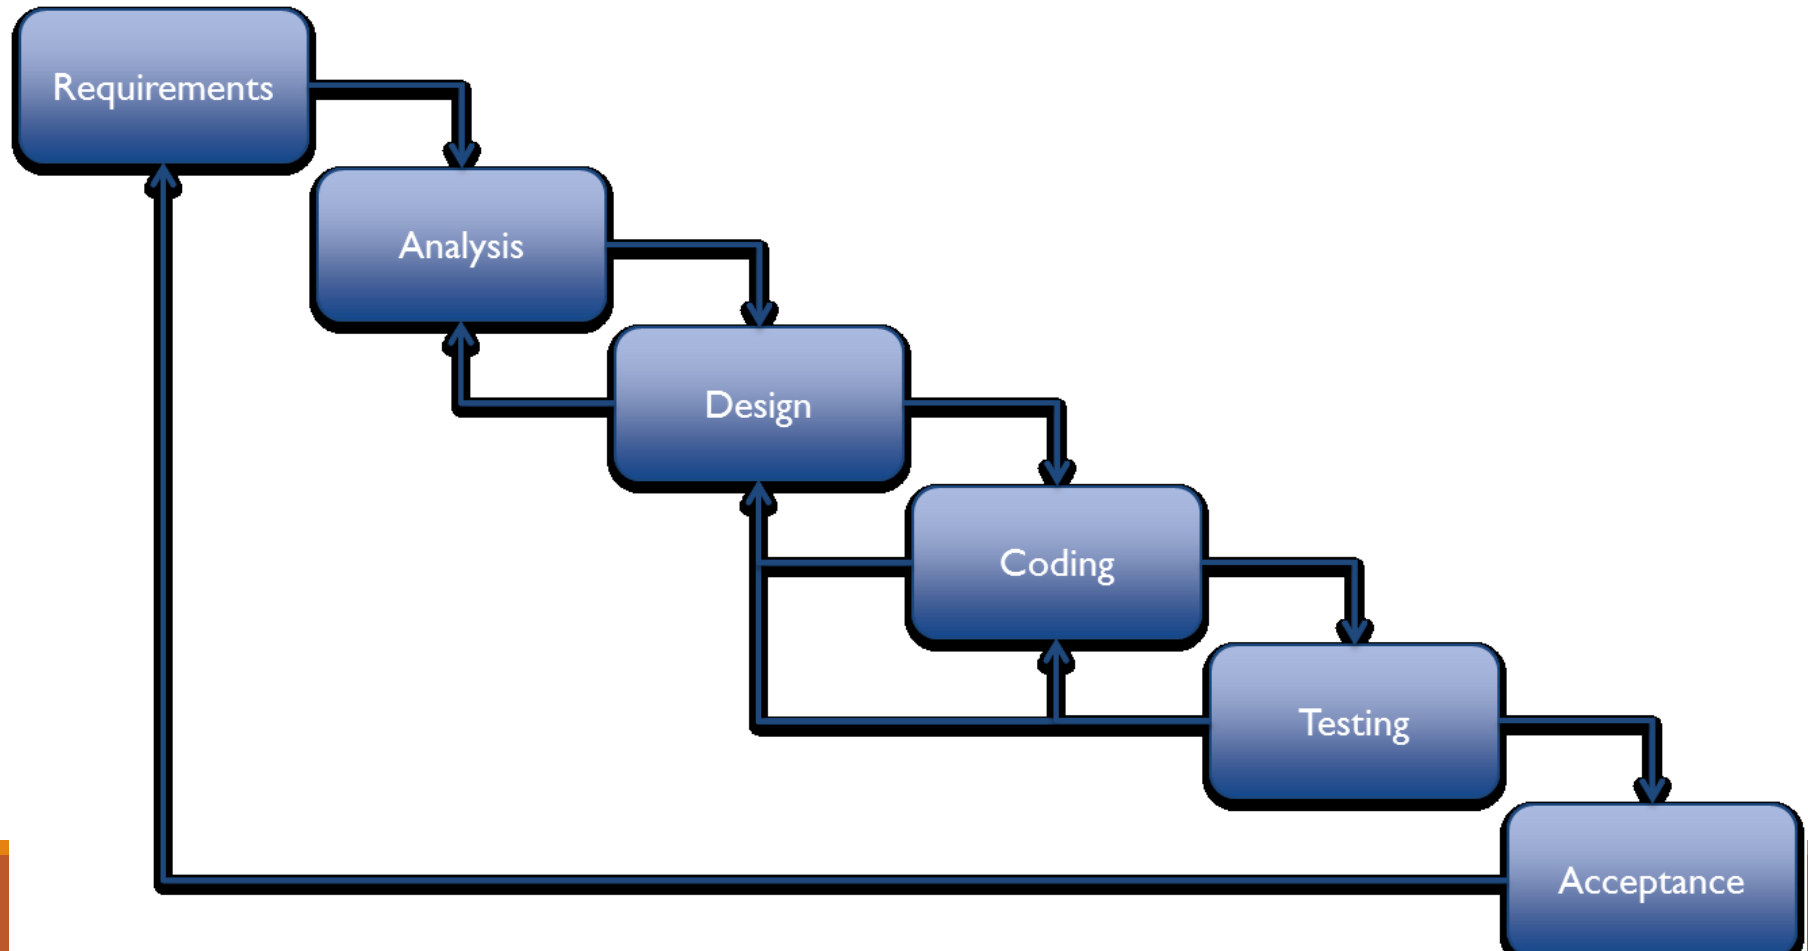 Requirements
Analysis
Design
Coding
Testing
Acceptance